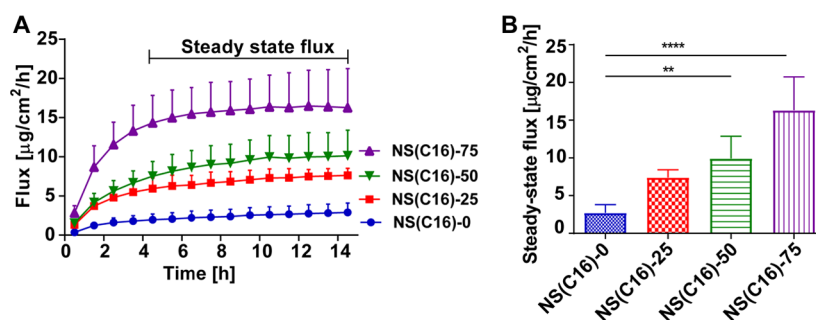 A
Steady state flux
Flux [µg/cm²/h]
25
20
15
10
5
0
0 2 4 6 8 10 12 14
Time [h]
NS(C16)-75
NS(C16)-50
NS(C16)-25
NS(C16)-0
B
Steady-state flux [µg/cm²/h]
25
20
15
10
5
0
****
**
NS(C16)-0
NS(C16)-25
NS(C16)-50
NS(C16)-75